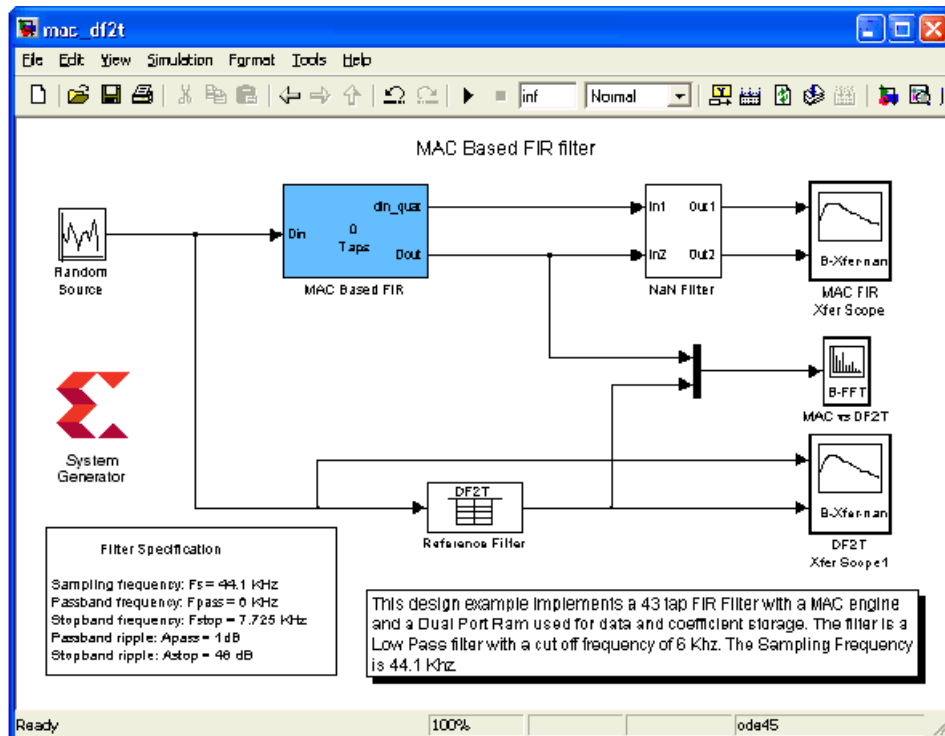 mac_df2t
File Edit View Simulation Format Tools Help
inf Normal
MAC Based FIR filter
Random
Source
Din
0
Taps
din_quat
Dout
MAC Based FIR
In1 Out1
In2 Out2
NaN Filter
B-Xfer-nan
MAC FIR
Xfer Scope
B-FFT
MAC vs DF2T
System
Generator
DF2T
Reference Filter
B-Xfer-nan
DF2T
Xfer Scope1
Filter Specification
Sampling frequency: Fs = 44.1 KHz
Passband frequency: Fpass = 6 KHz
Stopband frequency: Fstop = 7.725 KHz
Passband ripple: Apass = 1dB
Stopband ripple: Astop = 46 dB
This design example implements a 43 tap FIR Filter with a MAC engine
and a Dual Port Ram used for data and coefficient storage. The filter is a
Low Pass filter with a cut off frequency of 6 Khz. The Sampling Frequency
is 44.1 Khz.
Ready 100% ode45